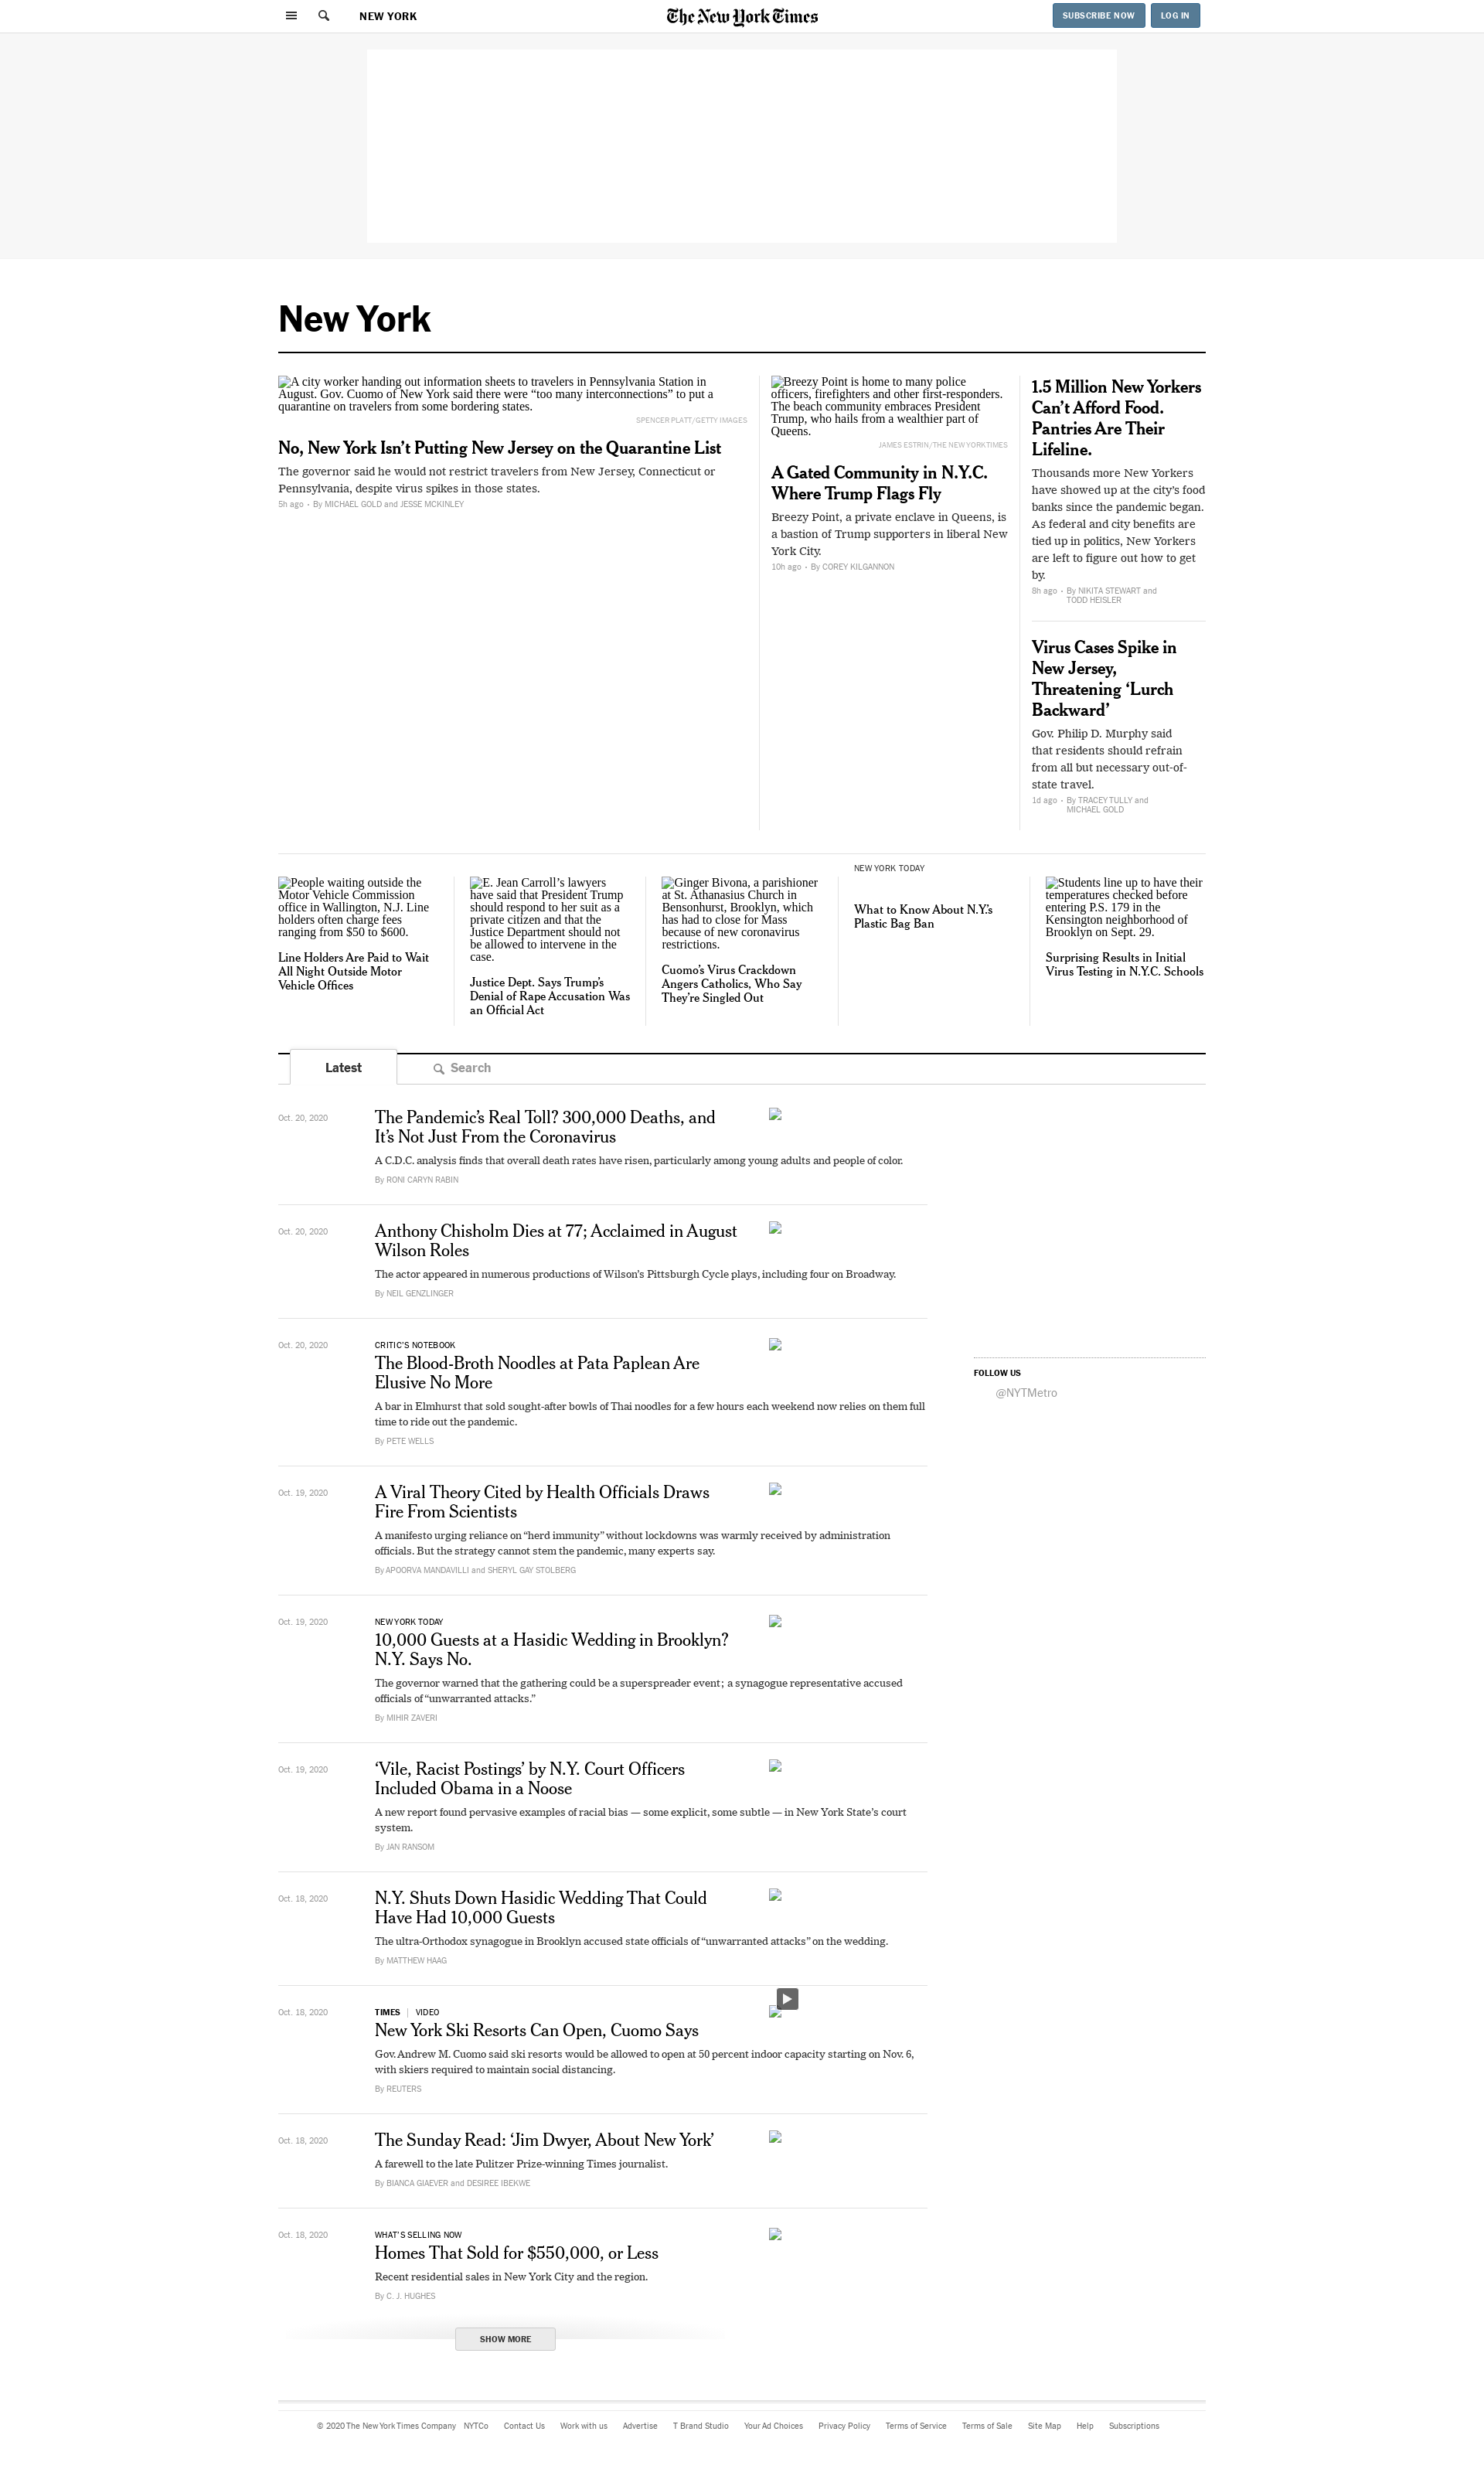 NEW YORK
The New York Times
SUBSCRIBE NOW
LOG IN
New York
A city worker handing out information sheets to travelers in Pennsylvania Station in
August. Gov. Cuomo of New York said there were “too many interconnections” to put a
quarantine on travelers from some bordering states.
SPENCER PLATT/GETTY IMAGES
No, New York Isn’t Putting New Jersey on the Quarantine List
The governor said he would not restrict travelers from New Jersey, Connecticut or
Pennsylvania, despite virus spikes in those states.
5h ago • By MICHAEL GOLD and JESSE MCKINLEY
Breezy Point is home to many police
officers, firefighters and other first-responders.
The beach community embraces President
Trump, who hails from a wealthier part of
Queens.
JAMES ESTRIN/THE NEW YORKTIMES
A Gated Community in N.Y.C.
Where Trump Flags Fly
Breezy Point, a private enclave in Queens, is
a bastion of Trump supporters in liberal New
York City.
10h ago • By COREY KILGANNON
1.5 Million New Yorkers
Can’t Afford Food.
Pantries Are Their
Lifeline.
Thousands more New Yorkers
have showed up at the city’s food
banks since the pandemic began.
As federal and city benefits are
tied up in politics, New Yorkers
are left to figure out how to get
by.
8h ago • By NIKITA STEWART and
TODD HEISLER
Virus Cases Spike in
New Jersey,
Threatening ‘Lurch
Backward’
Gov. Philip D. Murphy said
that residents should refrain
from all but necessary out-of-
state travel.
1d ago • By TRACEY TULLY and
MICHAEL GOLD
People waiting outside the
Motor Vehicle Commission
office in Wallington, N.J. Line
holders often charge fees
ranging from $50 to $600.
Line Holders Are Paid to Wait
All Night Outside Motor
Vehicle Offices
E. Jean Carroll’s lawyers
have said that President Trump
should respond to her suit as a
private citizen and that the
Justice Department should not
be allowed to intervene in the
case.
Justice Dept. Says Trump’s
Denial of Rape Accusation Was
an Official Act
Ginger Bivona, a parishioner
at St. Athanasius Church in
Bensonhurst, Brooklyn, which
has had to close for Mass
because of new coronavirus
restrictions.
Cuomo’s Virus Crackdown
Angers Catholics, Who Say
They’re Singled Out
NEW YORK TODAY
What to Know About N.Y.’s
Plastic Bag Ban
Students line up to have their
temperatures checked before
entering P.S. 179 in the
Kensington neighborhood of
Brooklyn on Sept. 29.
Surprising Results in Initial
Virus Testing in N.Y.C. Schools
Latest
Search
Oct. 20, 2020
The Pandemic’s Real Toll? 300,000 Deaths, and
It’s Not Just From the Coronavirus
A C.D.C. analysis finds that overall death rates have risen, particularly among young adults and people of color.
By RONI CARYN RABIN
Oct. 20, 2020
Anthony Chisholm Dies at 77; Acclaimed in August
Wilson Roles
The actor appeared in numerous productions of Wilson’s Pittsburgh Cycle plays, including four on Broadway.
By NEIL GENZLINGER
Oct. 20, 2020
CRITIC’S NOTEBOOK
The Blood-Broth Noodles at Pata Paplean Are
Elusive No More
A bar in Elmhurst that sold sought-after bowls of Thai noodles for a few hours each weekend now relies on them full
time to ride out the pandemic.
By PETE WELLS
FOLLOW US
@NYTMetro
Oct. 19, 2020
A Viral Theory Cited by Health Officials Draws
Fire From Scientists
A manifesto urging reliance on “herd immunity” without lockdowns was warmly received by administration
officials. But the strategy cannot stem the pandemic, many experts say.
By APOORVA MANDAVILLI and SHERYL GAY STOLBERG
Oct. 19, 2020
NEW YORK TODAY
10,000 Guests at a Hasidic Wedding in Brooklyn?
N.Y. Says No.
The governor warned that the gathering could be a superspreader event; a synagogue representative accused
officials of “unwarranted attacks.”
By MIHIR ZAVERI
Oct. 19, 2020
‘Vile, Racist Postings’ by N.Y. Court Officers
Included Obama in a Noose
A new report found pervasive examples of racial bias — some explicit, some subtle — in New York State’s court
system.
By JAN RANSOM
Oct. 18, 2020
N.Y. Shuts Down Hasidic Wedding That Could
Have Had 10,000 Guests
The ultra-Orthodox synagogue in Brooklyn accused state officials of “unwarranted attacks” on the wedding.
By MATTHEW HAAG
Oct. 18, 2020
TIMES | VIDEO
New York Ski Resorts Can Open, Cuomo Says
Gov. Andrew M. Cuomo said ski resorts would be allowed to open at 50 percent indoor capacity starting on Nov. 6,
with skiers required to maintain social distancing.
By REUTERS
Oct. 18, 2020
The Sunday Read: ‘Jim Dwyer, About New York’
A farewell to the late Pulitzer Prize-winning Times journalist.
By BIANCA GIAEVER and DESIREE IBEKWE
Oct. 18, 2020
WHAT’S SELLING NOW
Homes That Sold for $550,000, or Less
Recent residential sales in New York City and the region.
By C. J. HUGHES
SHOW MORE
© 2020 The New York Times Company NYTCo Contact Us Work with us Advertise T Brand Studio Your Ad Choices Privacy Policy Terms of Service Terms of Sale Site Map Help Subscriptions